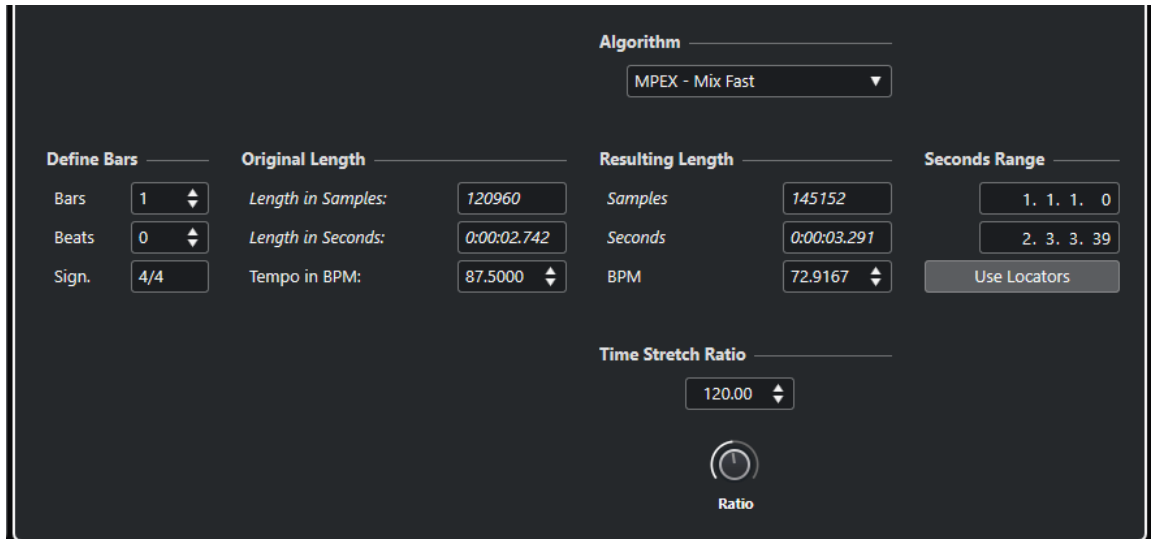 Algorithm
MPEX - Mix Fast
Define Bars Original Length Resulting Length Seconds Range
Bars 1 Length in Samples: 120960 Samples 145152 1. 1. 1. 0
Beats 0 Length in Seconds: 0:00:02.742 Seconds 0:00:03.291 2. 3. 3. 39
Sign. 4/4 Tempo in BPM: 87.5000 BPM 72.9167 Use Locators
Time Stretch Ratio
120.00
Ratio